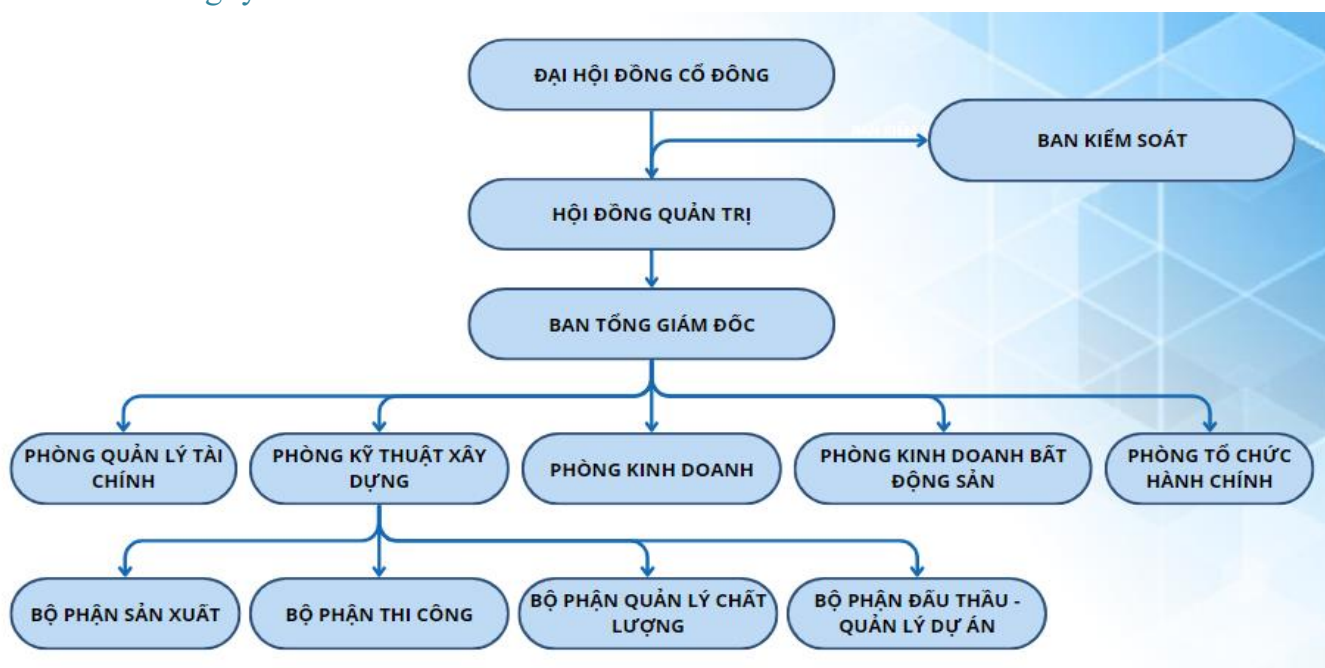 ĐẠI HỘI ĐỒNG CỔ ĐÔNG
BAN KIỂM SOÁT
HỘI ĐỒNG QUẢN TRỊ
BAN TỔNG GIÁM ĐỐC
PHÒNG QUẢN LÝ TÀI
CHÍNH
PHÒNG KỸ THUẬT XÂY
DỰNG
PHÒNG KINH DOANH
PHÒNG KINH DOANH BẤT
ĐỘNG SẢN
PHÒNG TỔ CHỨC
HÀNH CHÍNH
BỘ PHẬN SẢN XUẤT
BỘ PHẬN THI CÔNG
BỘ PHẬN QUẢN LÝ CHẤT
LƯỢNG
BỘ PHẬN ĐẤU THẦU -
QUẢN LÝ DỰ ÁN